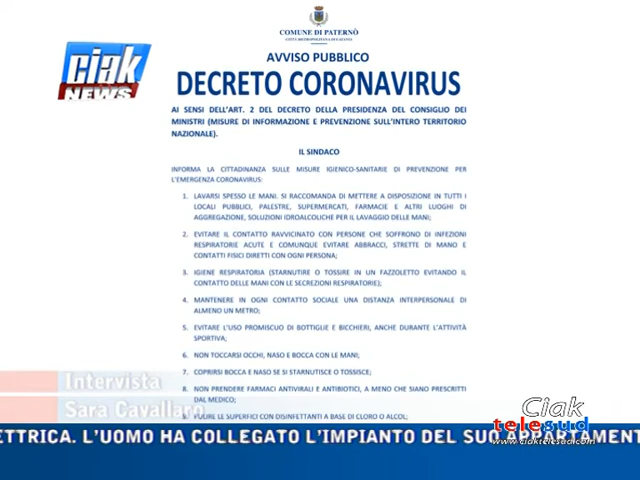 COMUNE DI PATERNÒ
CITTÀ METROPOLITANA DI CATANIA
AVVISO PUBBLICO
DECRETO CORONAVIRUS
AI SENSI DELL'ART. 2 DEL DECRETO DELLA PRESIDENZA DEL CONSIGLIO DEI
MINISTRI (MISURE DI INFORMAZIONE E PREVENZIONE SULL'INTERO TERRITORIO
NAZIONALE).
IL SINDACO
INFORMA LA CITTADINANZA SULLE MISURE IGIENICO-SANITARIE DI PREVENZIONE PER
L'EMERGENZA CORONAVIRUS:
1. LAVARSI SPESSO LE MANI. SI RACCOMANDA DI METTERE A DISPOSIZIONE IN TUTTI I
LOCALI PUBBLICI, PALESTRE, SUPERMERCATI, FARMACIE E ALTRI LUOGHI DI
AGGREGAZIONE, SOLUZIONI IDROALCOLICHE PER IL LAVAGGIO DELLE MANI;
2. EVITARE IL CONTATTO RAVVICINATO CON PERSONE CHE SOFFRONO DI INFEZIONI
RESPIRATORIE ACUTE E COMUNQUE EVITARE ABBRACCI, STRETTE DI MANO E
CONTATTI FISICI DIRETTI CON OGNI PERSONA;
3. IGIENE RESPIRATORIA (STARNUTIRE O TOSSIRE IN UN FAZZOLETTO EVITANDO IL
CONTATTO DELLE MANI CON LE SECREZIONI RESPIRATORIE);
4. MANTENERE IN OGNI CONTATTO SOCIALE UNA DISTANZA INTERPERSONALE DI
ALMENO UN METRO;
5. EVITARE L'USO PROMISCUO DI BOTTIGLIE E BICCHIERI, ANCHE DURANTE L'ATTIVITÀ
SPORTIVA;
6. NON TOCCARSI OCCHI, NASO E BOCCA CON LE MANI;
7. COPRIRSI BOCCA E NASO SE SI STARNUTISCE O TOSSISCE;
8. NON PRENDERE FARMACI ANTIVIRALI E ANTIBIOTICI, A MENO CHE SIANO PRESCRITTI
DAL MEDICO;
9. PULIRE LE SUPERFICI CON DISINFETTANTI A BASE DI CLORO O ALCOL;
ciak
NEWS
Intervista
Sara Cavallaro
Ciak
telesud
www.ciaktelesud.com
ETTRICA. L'UOMO HA COLLEGATO L'IMPIANTO DEL SUO APPARTAMENT